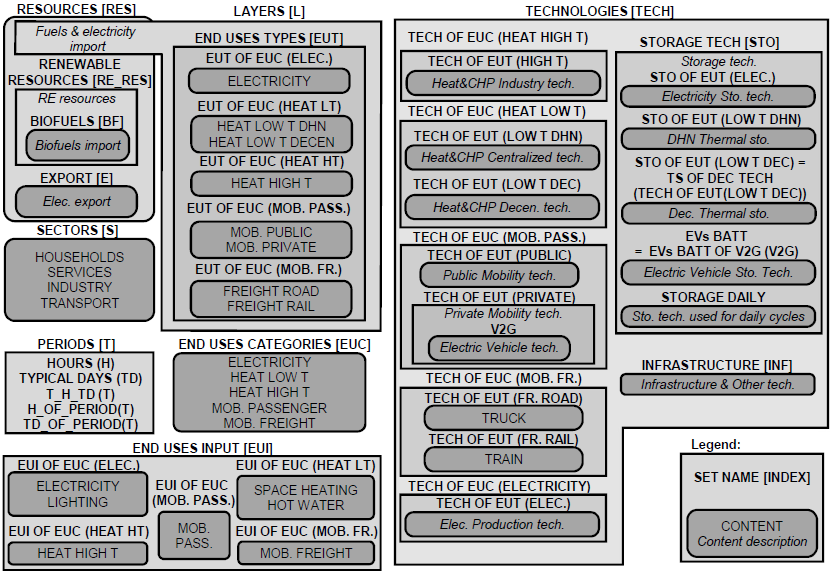 RESOURCES [RES]
Fuels & electricity
import
RENEWABLE
RESOURCES [RE_RES]
RE resources
BIOFUELS [BF]
Biofuels import
EXPORT [E]
Elec. export
SECTORS [S]
HOUSEHOLDS
SERVICES
INDUSTRY
TRANSPORT
LAYERS [L]
END USES TYPES [EUT]
EUT OF EUC (ELEC.)
ELECTRICITY
EUT OF EUC (HEAT LT)
HEAT LOW T DHN
HEAT LOW T DECEN
EUT OF EUC (HEAT HT)
HEAT HIGH T
EUT OF EUC (MOB. PASS.)
MOB. PUBLIC
MOB. PRIVATE
EUT OF EUC (MOB. FR.)
FREIGHT ROAD
FREIGHT RAIL
PERIODS [T]
HOURS (H)
TYPICAL DAYS (TD)
T_H_TD (T)
H_OF_PERIOD(T)
TD_OF_PERIOD(T)
END USES CATEGORIES [EUC]
ELECTRICITY
HEAT LOW T
HEAT HIGH T
MOB. PASSENGER
MOB. FREIGHT
END USES INPUT [EUI]
EUI OF EUC (ELEC.)
ELECTRICITY
LIGHTING
EUI OF EUC (HEAT HT)
HEAT HIGH T
EUI OF EUC
(MOB. PASS.)
MOB.
PASS.
EUI OF EUC (HEAT LT)
SPACE HEATING
HOT WATER
EUI OF EUC (MOB. FR.)
MOB. FREIGHT
TECHNOLOGIES [TECH]
TECH OF EUC (HEAT HIGH T)
TECH OF EUT (HIGH T)
Heat&CHP Industry tech.
TECH OF EUC (HEAT LOW T)
TECH OF EUT (LOW T DHN)
Heat&CHP Centralized tech.
TECH OF EUT (LOW T DEC)
Heat&CHP Decen. tech.
TECH OF EUC (MOB. PASS.)
TECH OF EUT (PUBLIC)
Public Mobility tech.
TECH OF EUT (PRIVATE)
Private Mobility tech.
V2G
Electric Vehicle tech.
TECH OF EUC (MOB. FR.)
TECH OF EUT (FR. ROAD)
TRUCK
TECH OF EUT (FR. RAIL)
TRAIN
TECH OF EUC (ELECTRICITY)
TECH OF EUT (ELEC.)
Elec. Production tech.
STORAGE TECH [STO]
Storage tech.
STO OF EUT (ELEC.)
Electricity Sto. tech.
STO OF EUT (LOW T DHN)
DHN Thermal sto.
STO OF EUT (LOW T DEC) =
TS OF DEC TECH
(TECH OF EUT(LOW T DEC))
Dec. Thermal sto.
EVs BATT
= EVs BATT OF V2G (V2G)
Electric Vehicle Sto. Tech.
STORAGE DAILY
Sto. tech. used for daily cycles
INFRASTRUCTURE [INF]
Infrastructure & Other tech.
Legend:
SET NAME [INDEX]
CONTENT
Content description